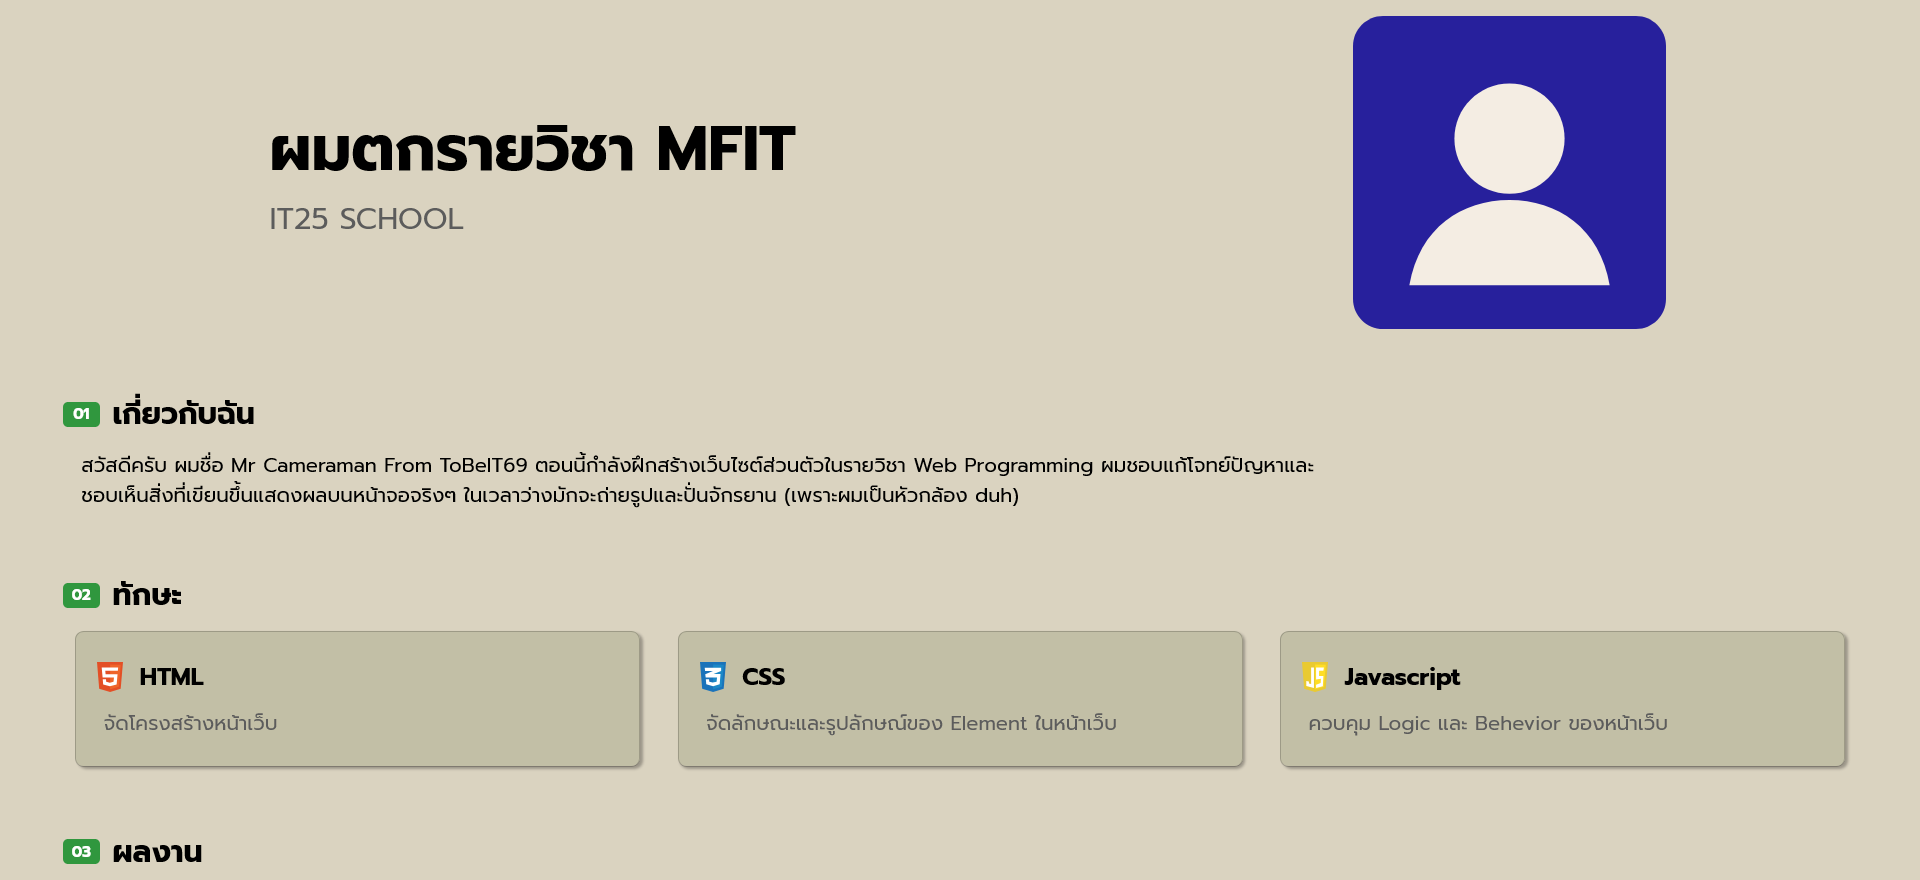 ผมตกรายวิชา MFIT
IT25 SCHOOL
01 เกี่ยวกับฉัน
สวัสดีครับ ผมชื่อ Mr Cameraman From ToBeIT69 ตอนนี้กำลังฝึกสร้างเว็บไซต์ส่วนตัวในรายวิชา Web Programming ผมชอบแก้โจทย์ปัญหาและ
ชอบเห็นสิ่งที่เขียนขึ้นแสดงผลบนหน้าจอจริงๆ ในเวลาว่างมักจะถ่ายรูปและปั่นจักรยาน (เพราะผมเป็นหัวกล้อง duh)
02 ทักษะ
HTML
จัดโครงสร้างหน้าเว็บ
CSS
จัดลักษณะและรูปลักษณ์ของ Element ในหน้าเว็บ
JS Javascript
ควบคุม Logic และ Behevior ของหน้าเว็บ
03 ผลงาน